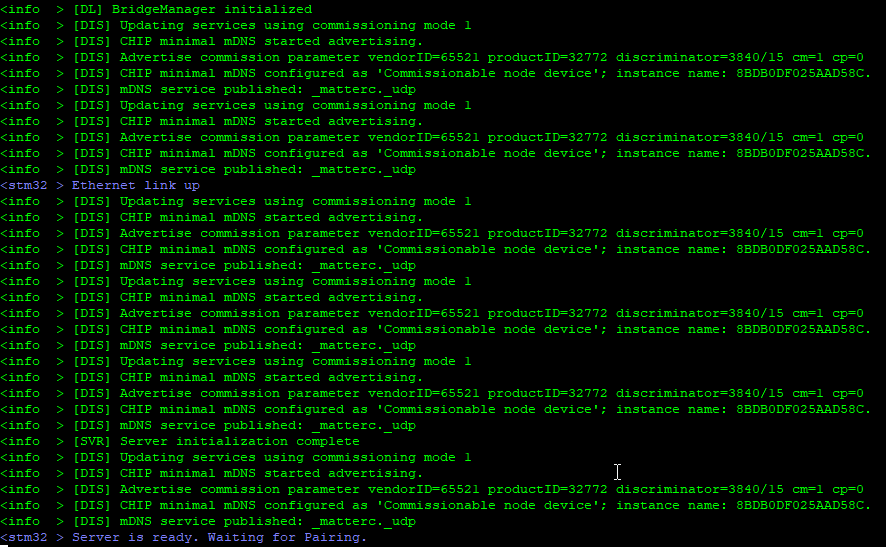 <info  > [DL] BridgeManager initialized
<info  > [DIS] Updating services using commissioning mode 1
<info  > [DIS] CHIP minimal mDNS started advertising.
<info  > [DIS] Advertise commission parameter vendorID=65521 productID=32772 discriminator=3840/15 cm=1 cp=0
<info  > [DIS] CHIP minimal mDNS configured as 'Commissionable node device'; instance name: 8BDB0DF025AAD58C.
<info  > [DIS] mDNS service published: _matterc._udp
<info  > [DIS] Updating services using commissioning mode 1
<info  > [DIS] CHIP minimal mDNS started advertising.
<info  > [DIS] Advertise commission parameter vendorID=65521 productID=32772 discriminator=3840/15 cm=1 cp=0
<info  > [DIS] CHIP minimal mDNS configured as 'Commissionable node device'; instance name: 8BDB0DF025AAD58C.
<info  > [DIS] mDNS service published: _matterc._udp
<stm32 > Ethernet link up
<info  > [DIS] Updating services using commissioning mode 1
<info  > [DIS] CHIP minimal mDNS started advertising.
<info  > [DIS] Advertise commission parameter vendorID=65521 productID=32772 discriminator=3840/15 cm=1 cp=0
<info  > [DIS] CHIP minimal mDNS configured as 'Commissionable node device'; instance name: 8BDB0DF025AAD58C.
<info  > [DIS] mDNS service published: _matterc._udp
<info  > [DIS] Updating services using commissioning mode 1
<info  > [DIS] CHIP minimal mDNS started advertising.
<info  > [DIS] Advertise commission parameter vendorID=65521 productID=32772 discriminator=3840/15 cm=1 cp=0
<info  > [DIS] CHIP minimal mDNS configured as 'Commissionable node device'; instance name: 8BDB0DF025AAD58C.
<info  > [DIS] mDNS service published: _matterc._udp
<info  > [DIS] Updating services using commissioning mode 1
<info  > [DIS] CHIP minimal mDNS started advertising.
<info  > [DIS] Advertise commission parameter vendorID=65521 productID=32772 discriminator=3840/15 cm=1 cp=0
<info  > [DIS] CHIP minimal mDNS configured as 'Commissionable node device'; instance name: 8BDB0DF025AAD58C.
<info  > [DIS] mDNS service published: _matterc._udp
<info  > [SVR] Server initialization complete
<info  > [DIS] Updating services using commissioning mode 1
<info  > [DIS] CHIP minimal mDNS started advertising.
<info  > [DIS] Advertise commission parameter vendorID=65521 productID=32772 discriminator=3840/15 cm=1 cp=0
<info  > [DIS] CHIP minimal mDNS configured as 'Commissionable node device'; instance name: 8BDB0DF025AAD58C.
<info  > [DIS] mDNS service published: _matterc._udp
<stm32 > Server is ready. Waiting for Pairing.